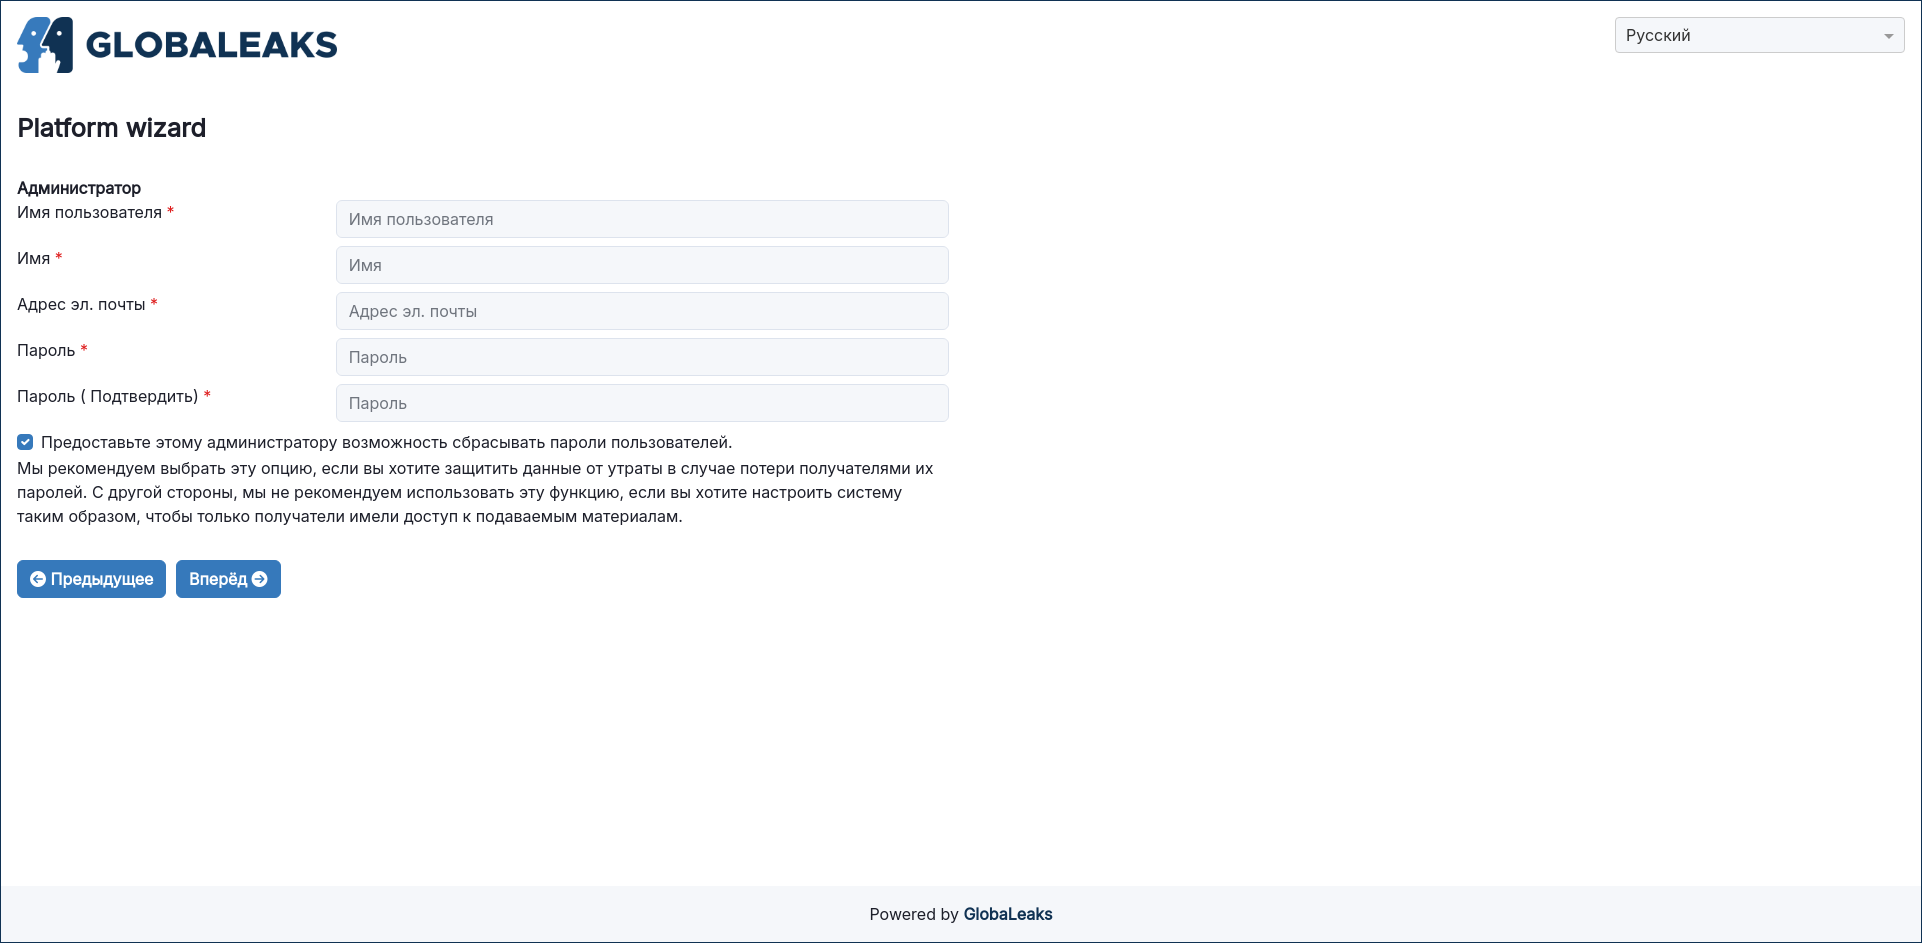 GLOBALEAKS
Русский
Platform wizard
Администратор
Имя пользователя *
Имя пользователя
Имя *
Имя
Адрес эл. почты *
Адрес эл. почты
Пароль *
Пароль
Пароль ( Подтвердить) *
Пароль
Предоставьте этому администратору возможность сбрасывать пароли пользователей.
Мы рекомендуем выбрать эту опцию, если вы хотите защитить данные от утраты в случае потери получателями их
паролей. С другой стороны, мы не рекомендуем использовать эту функцию, если вы хотите настроить систему
таким образом, чтобы только получатели имели доступ к подаваемым материалам.
Предыдущее
Вперёд
Powered by GlobaLeaks